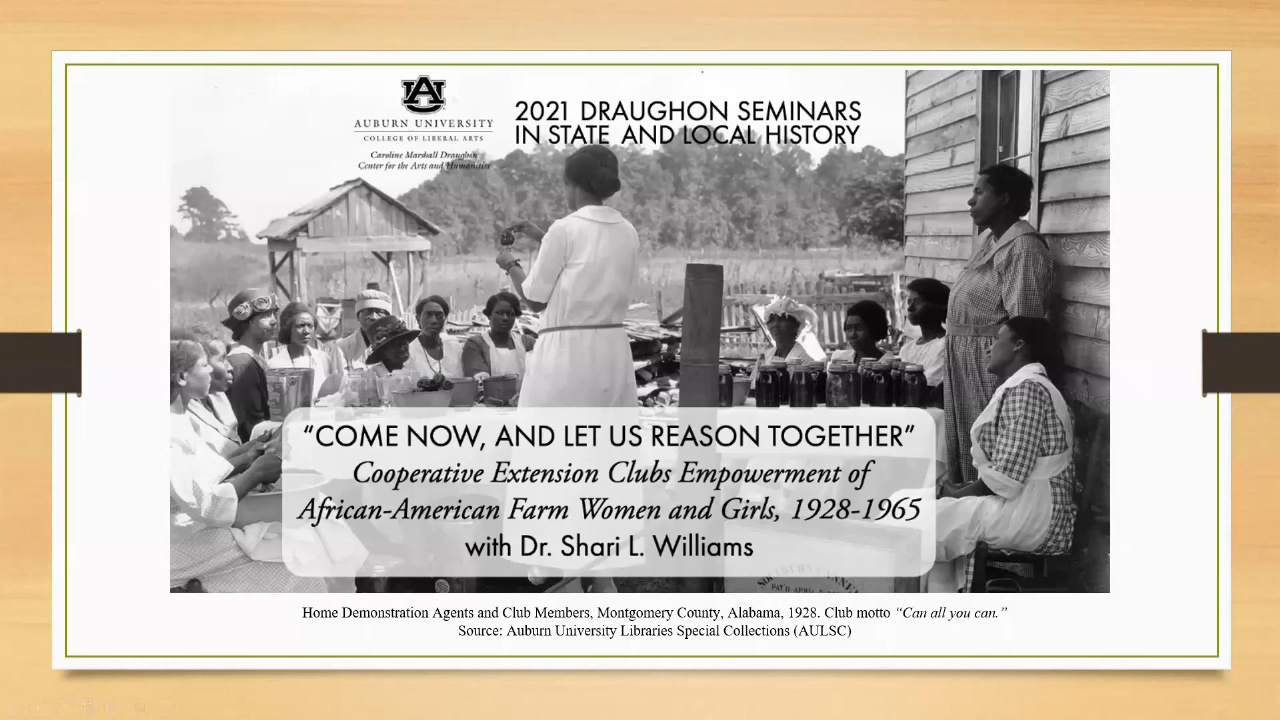 AUBURN UNIVERSITY
COLLEGE OF LIBERAL ARTS
Caroline Marshall Draughon
Center for the Arts and Humanities
2021 DRAUGHON SEMINARS
IN STATE AND LOCAL HISTORY
“COME NOW, AND LET US REASON TOGETHER”
Cooperative Extension Clubs Empowerment of
African-American Farm Women and Girls, 1928-1965
with Dr. Shari L. Williams
Home Demonstration Agents and Club Members, Montgomery County, Alabama, 1928. Club motto “Can all you can.”
Source: Auburn University Libraries Special Collections (AULSC)